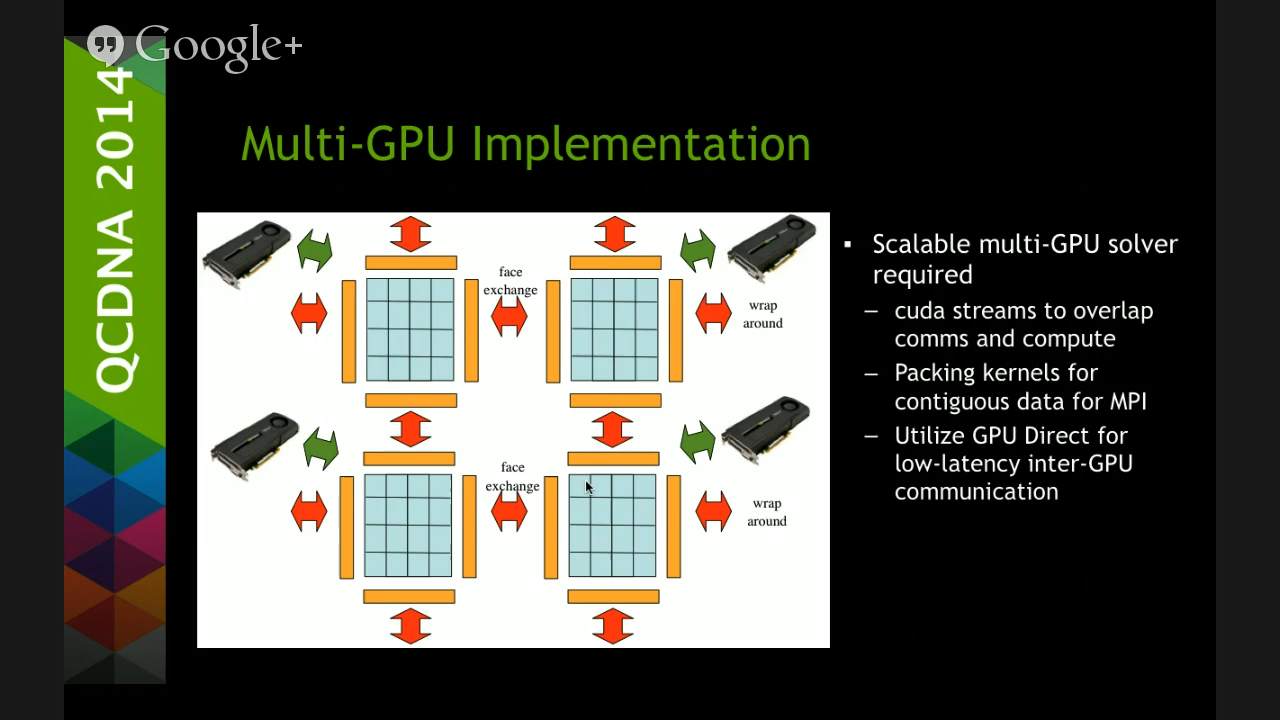 Google+
QCDNA 2014
Multi-GPU Implementation
face
exchange
wrap
around
face
exchange
wrap
around
▪ Scalable multi-GPU solver
required
– cuda streams to overlap
comms and compute
– Packing kernels for
contiguous data for MPI
– Utilize GPU Direct for
low-latency inter-GPU
communication